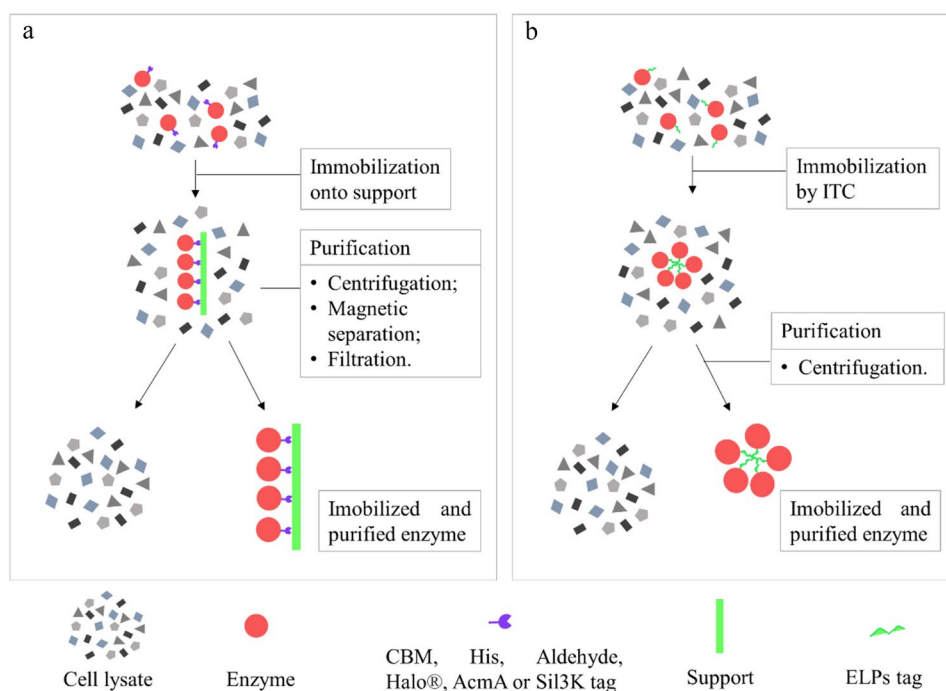 a
Immobilization
onto support
Purification
• Centrifugation;
• Magnetic
separation;
• Filtration.
Imobilized and
purified enzyme
b
Immobilization
by ITC
Purification
• Centrifugation.
Imobilized and
purified enzyme
Cell lysate
Enzyme
CBM, His, Aldehyde,
Halo®, AcmA or Sil3K tag
Support
ELPs tag